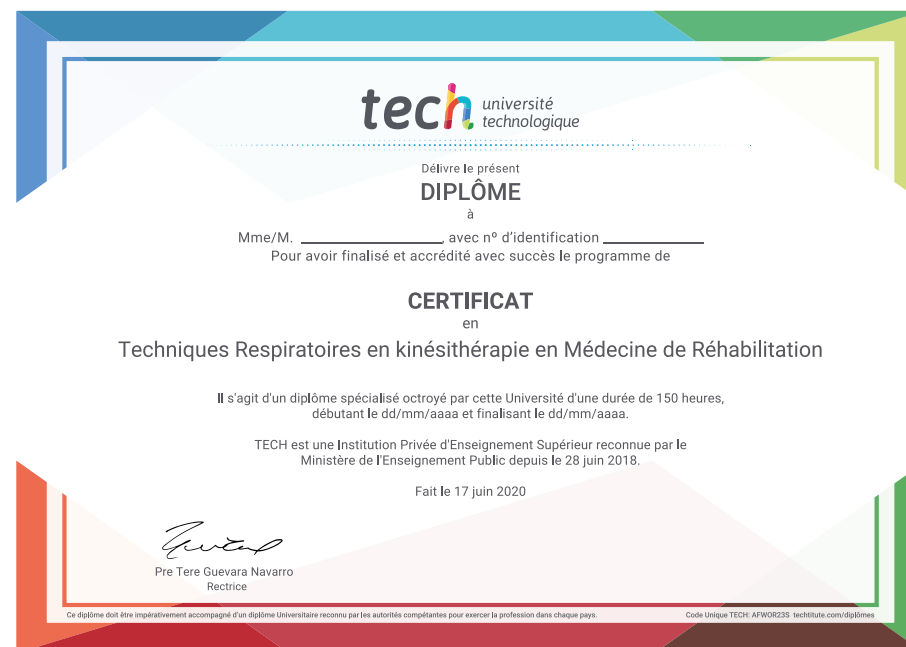 tech université
technologique
Délivre le présent
DIPLÔME
à
Mme/M. ____________________, avec nº d'identification ______________
Pour avoir finalisé et accrédité avec succès le programme de
CERTIFICAT
en
Techniques Respiratoires en kinésithérapie en Médecine de Réhabilitation
Il s'agit d'un diplôme spécialisé octroyé par cette Université d'une durée de 150 heures,
débutant le dd/mm/aaaa et finalisant le dd/mm/aaaa.
TECH est une Institution Privée d'Enseignement Supérieur reconnue par le
Ministère de l'Enseignement Public depuis le 28 juin 2018.
Fait le 17 juin 2020
Pre Tere Guevara Navarro
Rectrice
Ce diplôme doit être impérativement accompagné d'un diplôme Universitaire reconnu par les autorités compétentes pour exercer la profession dans chaque pays. Code Unique TECH: AFWOR23S techtitute.com/diplômes